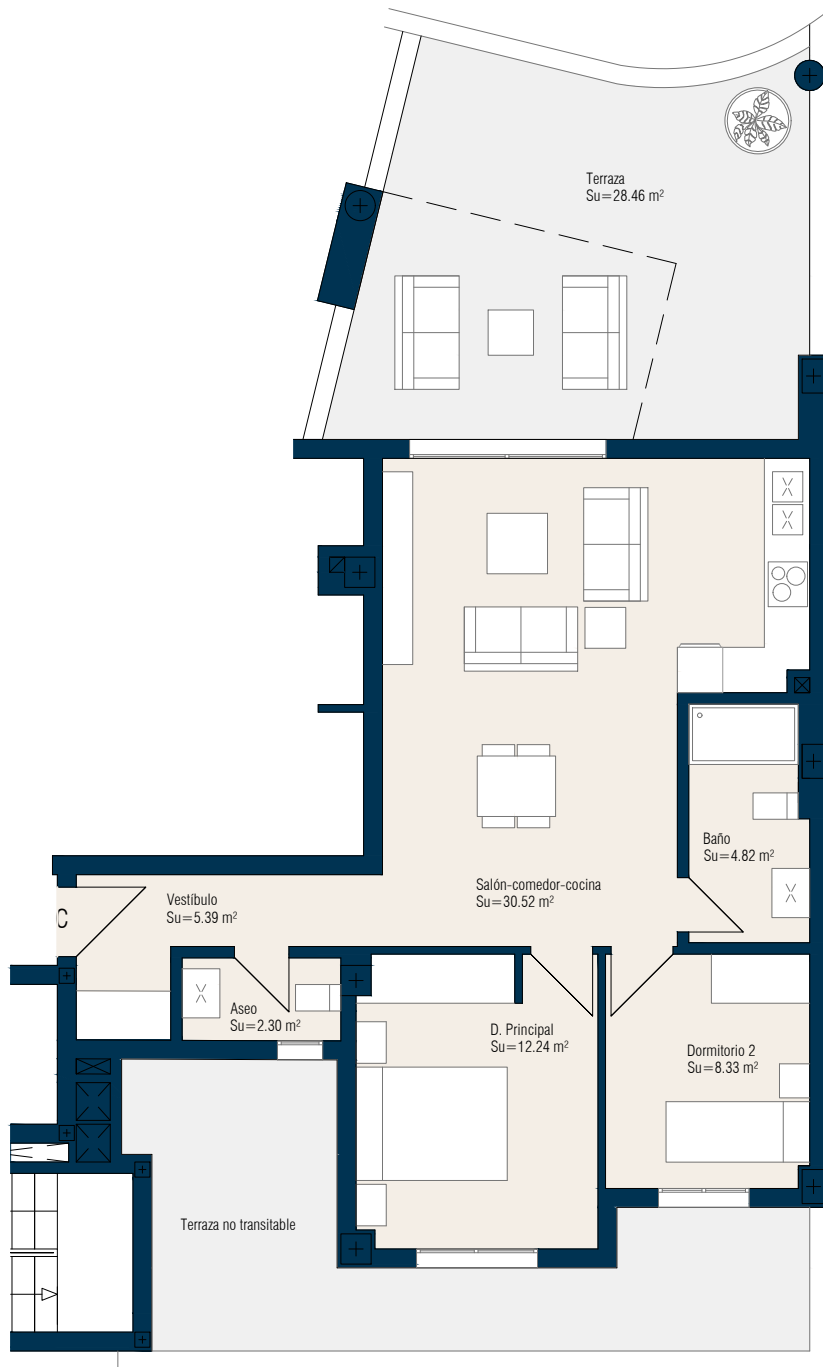 Terraza
Su=28.46 m²
Baño
Su=4.82 m²
Salón-comedor-cocina
Su=30.52 m²
Vestíbulo
Su=5.39 m²
C
Aseo
Su=2.30 m²
D. Principal
Su=12.24 m²
Dormitorio 2
Su=8.33 m²
Terraza no transitable